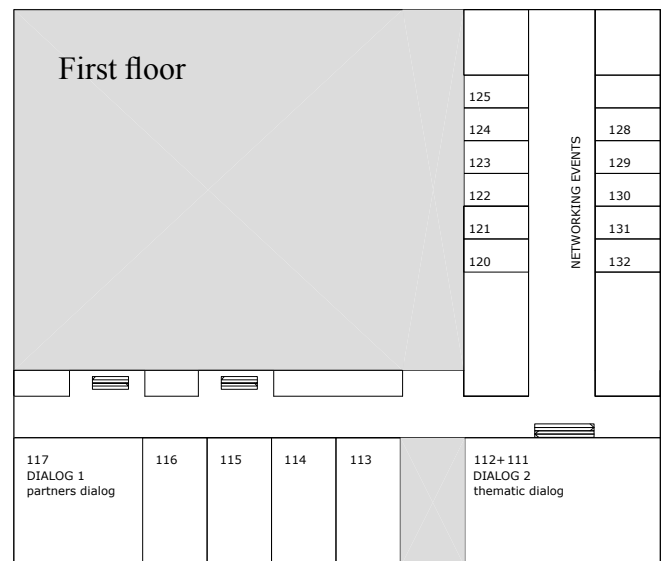 First floor
125
124
123
122
121
120
NETWORKING EVENTS
128
129
130
131
132
117
DIALOG 1
partners dialog
116
115
114
113
112+111
DIALOG 2
thematic dialog